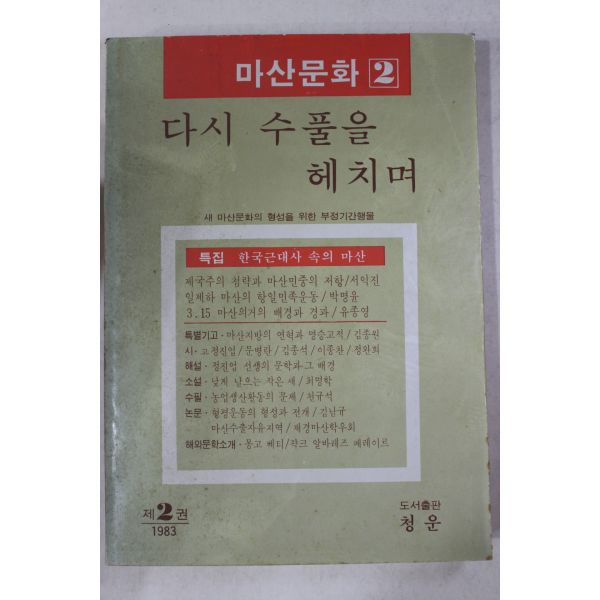 마산문화 2
다시 수풀을
헤치며
새 마산문화의 형성을 위한 부정기간행물
특집 한국근대사 속의 마산
제국주의 침략과 마산민중의 저항/서익진
일제하 마산의 항일민족운동/박명윤
3.15 마산의거의 배경과 경과/유종영
특별기고·마산지방의 연혁과 명승고적/김종원
시·고정진업/문병란/김종석/이종찬/정완희
해설·정진업 선생의 문학과 그 배경
소설·낮게 날으는 작은 새/최명학
수필·농업생산활동의 문제/천규석
논문·형평운동의 형성과 전개/김남규
마산수출자유지역/재경마산학우회
해외문학소개·몽고 베티/쟈크 알바레즈 페레이르
제2권
1983
도서출판
청운